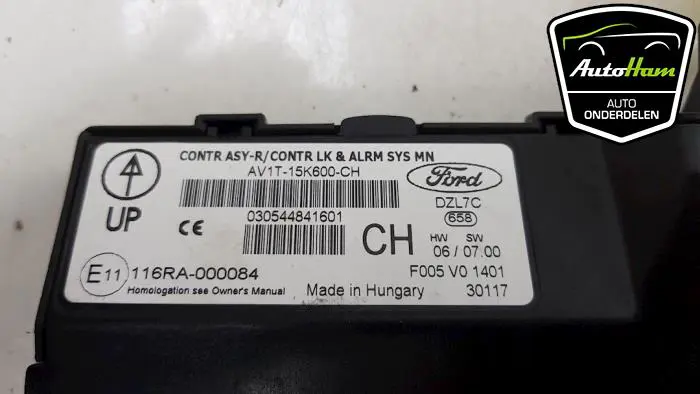 AutoHam
AUTO
ONDERDELEN
CONTR ASY-R/CONTR LK & ALRM SYS MN
AV1T-15K600-CH
Ford
DZL7C
658
UP
CE
030544841601
CH
HW SW
06 / 07.00
E11 116RA-000084
F005 V0 1401
Homologation see Owner's Manual
Made in Hungary
30117